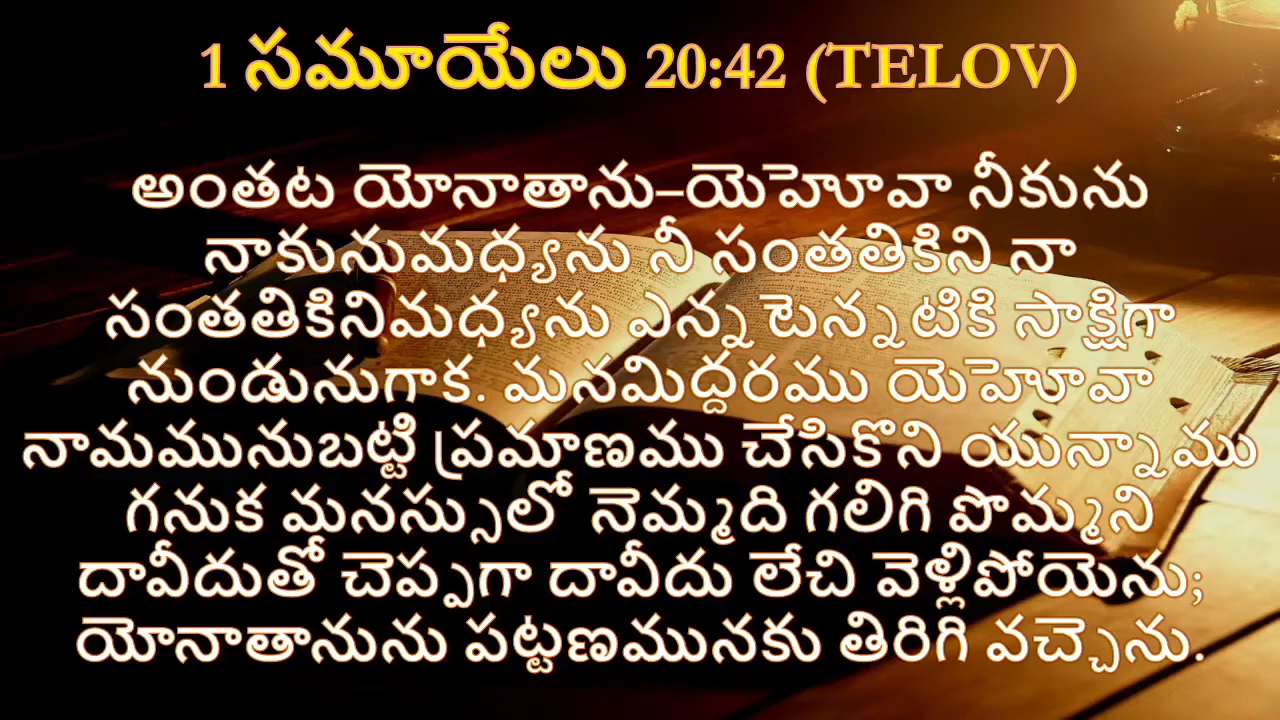 1 సమూయేలు 20:42 (TELOV)
అంతట యోనాతాను–యెహెూవా నీకును
నాకునుమధ్యను నీ సంతతికిని నా
సంతతికినిమధ్యను ఎన్న టెన్నటికి సాక్షిగా
నుండునుగాక. మనమిద్దరము యెహెూవా
నామమునుబట్టి ప్రమాణము చేసికొని యున్నాము
గనుక మనస్సులో నెమ్మది గలిగి పొమ్మని
దావీదుతో చెప్పగా దావీదు లేచి వెళ్లిపోయెను;
యోనాతానును పట్టణమునకు తిరిగి వచ్చెను.